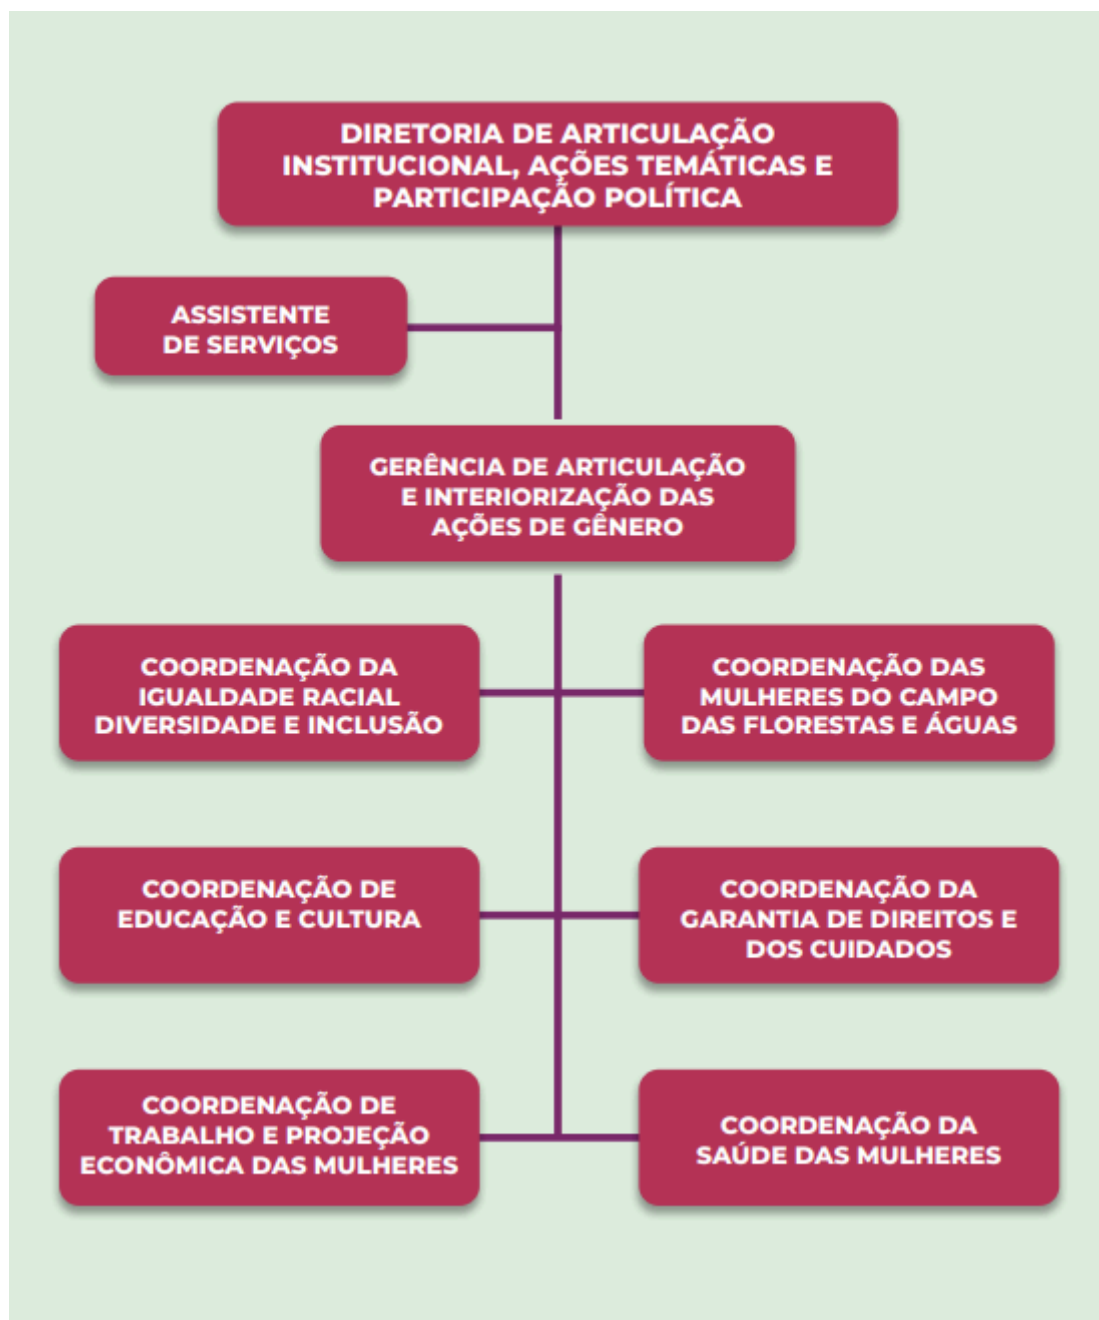 DIRETORIA DE ARTICULAÇÃO
INSTITUCIONAL, AÇÕES TEMÁTICAS E
PARTICIPAÇÃO POLÍTICA
ASSISTENTE
DE SERVIÇOS
GERÊNCIA DE ARTICULAÇÃO
E INTERIORIZAÇÃO DAS
AÇÕES DE GÊNERO
COORDENAÇÃO DA
IGUALDADE RACIAL
DIVERSIDADE E INCLUSÃO
COORDENAÇÃO DAS
MULHERES DO CAMPO
DAS FLORESTAS E ÁGUAS
COORDENAÇÃO DE
EDUCAÇÃO E CULTURA
COORDENAÇÃO DA
GARANTIA DE DIREITOS E
DOS CUIDADOS
COORDENAÇÃO DE
TRABALHO E PROJEÇÃO
ECONÔMICA DAS MULHERES
COORDENAÇÃO DA
SAÚDE DAS MULHERES